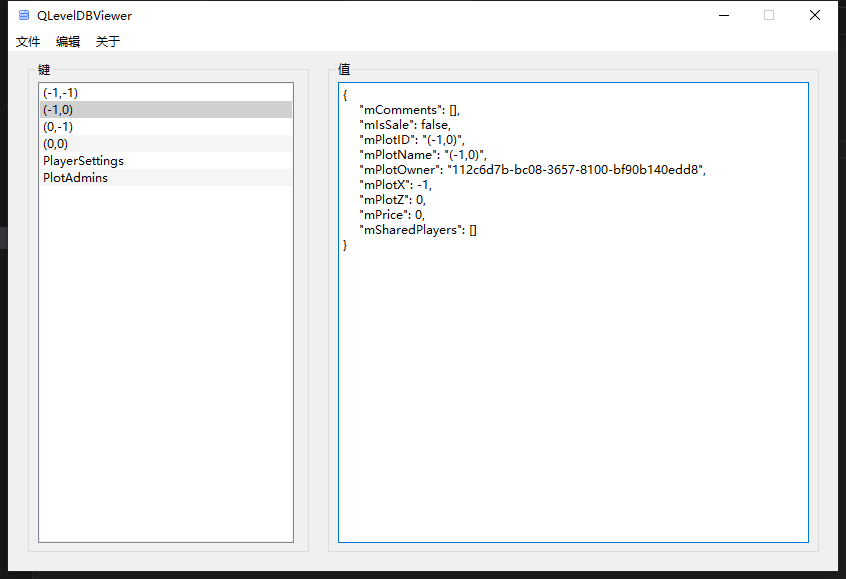 QLevelDBViewer
文件 编辑 关于
键
(-1,-1)
(-1,0)
(0,-1)
(0,0)
PlayerSettings
PlotAdmins
值
{
    "mComments": [],
    "mIsSale": false,
    "mPlotID": "(-1,0)",
    "mPlotName": "(-1,0)",
    "mPlotOwner": "112c6d7b-bc08-3657-8100-bf90b140edd8",
    "mPlotX": -1,
    "mPlotZ": 0,
    "mPrice": 0,
    "mSharedPlayers": []
}